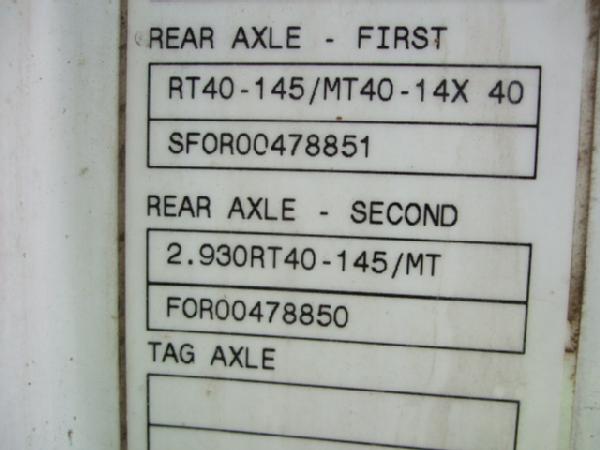 REAR AXLE - FIRST
RT40-145/MT40-14X 40
SFOR00478851
REAR AXLE - SECOND
2.930RT40-145/MT
FOR00478850
TAG AXLE